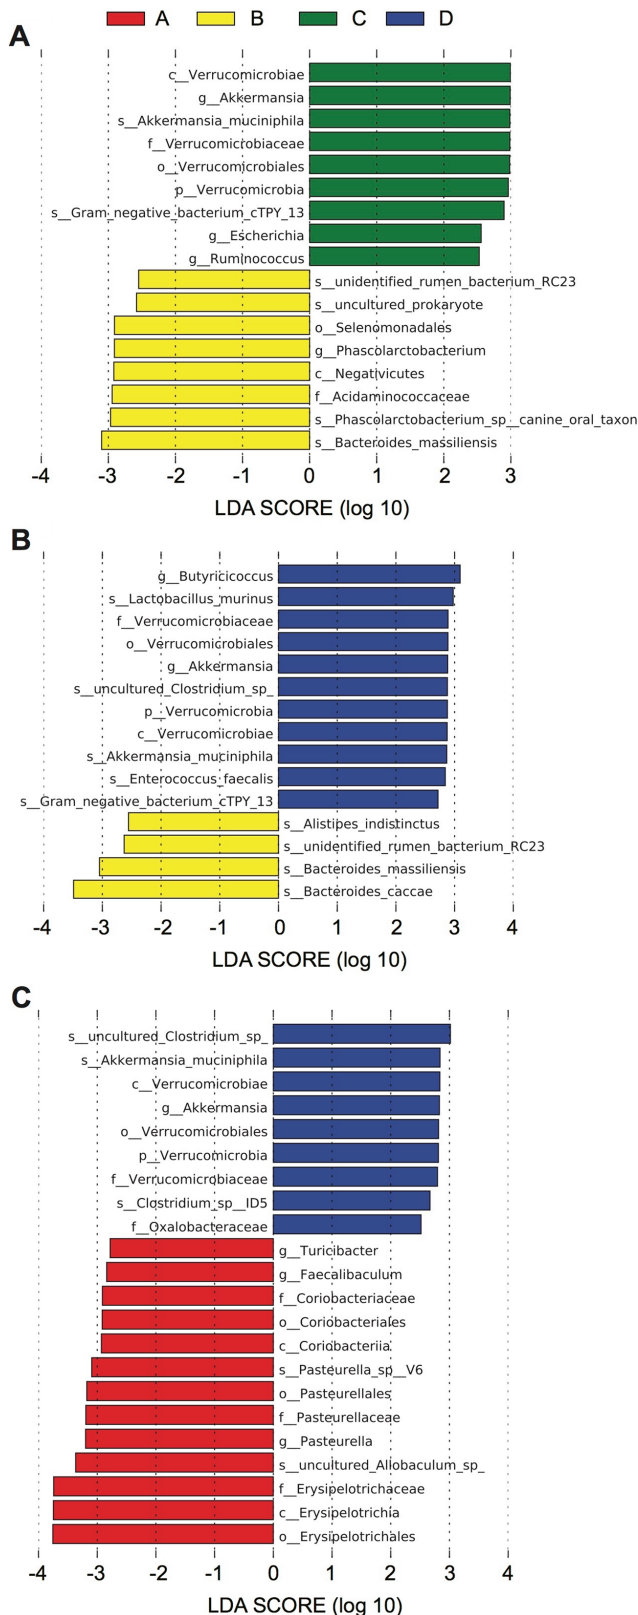 A B C D
A
c__Verrucomicrobiae
g__Akkermansia
s__Akkermansia_muciniphila
f__Verrucomicrobiaceae
o__Verrucomicrobiales
p__Verrucomicrobia
s__Gram_negative_bacterium_cTPY_13
g__Escherichia
g__Ruminococcus
s__unidentified_rumen_bacterium_RC23
s__uncultured_prokaryote
o__Selenomonadales
g__Phascolarctobacterium
c__Negativicutes
f__Acidaminococcaceae
s__Phascolarctobacterium_sp__canine_oral_taxon
s__Bacteroides_massiliensis
-4 -3 -2 -1 0 1 2 3
LDA SCORE (log 10)
B
g__Butyricicoccus
s__Lactobacillus_murinus
f__Verrucomicrobiaceae
o__Verrucomicrobiales
g__Akkermansia
s__uncultured_Clostridium_sp_
p__Verrucomicrobia
c__Verrucomicrobiae
s__Akkermansia_muciniphila
s__Enterococcus_faecalis
s__Gram_negative_bacterium_cTPY_13
s__Alistipes_indistinctus
s__unidentified_rumen_bacterium_RC23
s__Bacteroides_massiliensis
s__Bacteroides_caccae
-4 -3 -2 -1 0 1 2 3 4
LDA SCORE (log 10)
C
s__uncultured_Clostridium_sp_
s__Akkermansia_muciniphila
c__Verrucomicrobiae
g__Akkermansia
o__Verrucomicrobiales
p__Verrucomicrobia
f__Verrucomicrobiaceae
s__Clostridium_sp__ID5
f__Oxalobacteraceae
g__Turicibacter
g__Faecalibaculum
f__Coriobacteriaceae
o__Coriobacteriales
c__Coriobacteriia
s__Pasteurella_sp__V6
o__Pasteurellales
f__Pasteurellaceae
g__Pasteurella
s__uncultured_Allobaculum_sp_
f__Erysipelotrichaceae
c__Erysipelotrichia
o__Erysipelotrichales
-4 -3 -2 -1 0 1 2 3 4
LDA SCORE (log 10)